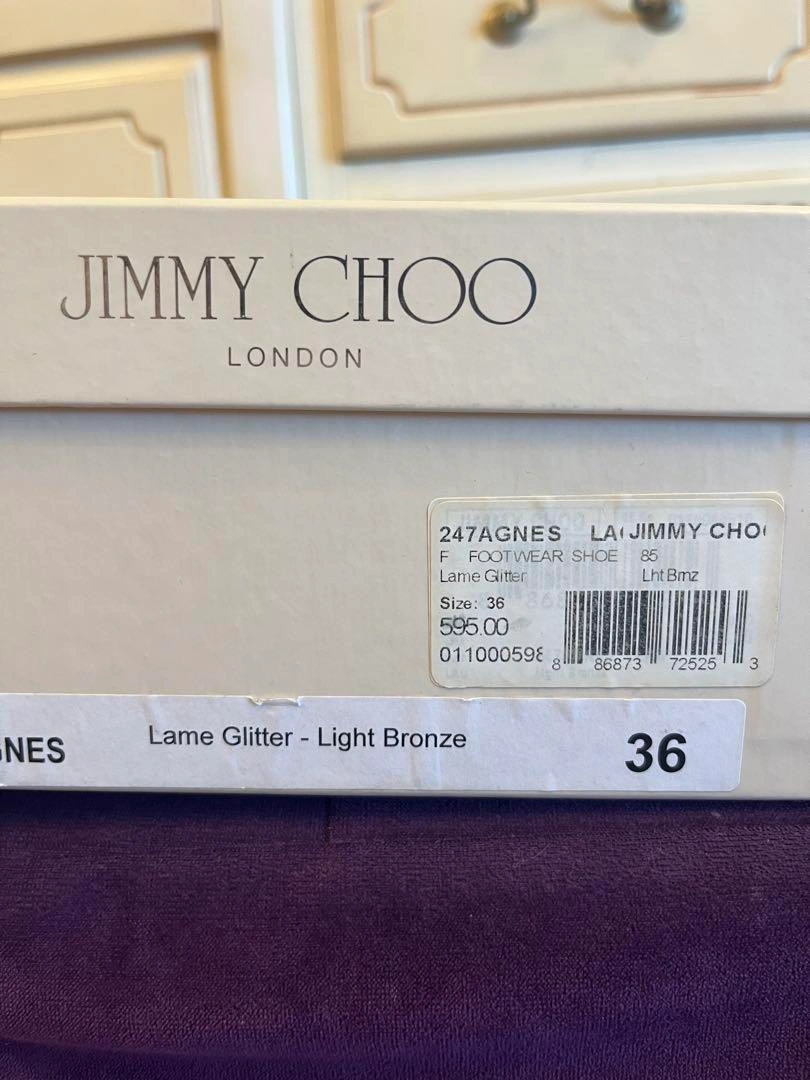 JIMMY CHOO
LONDON
247AGNES LA JIMMY CHO
F FOOTWEAR SHOE 85
Lame Glitter Lht Brnz
Size: 36
595.00
011000598
8 86873 72525 3
GNES Lame Glitter - Light Bronze 36